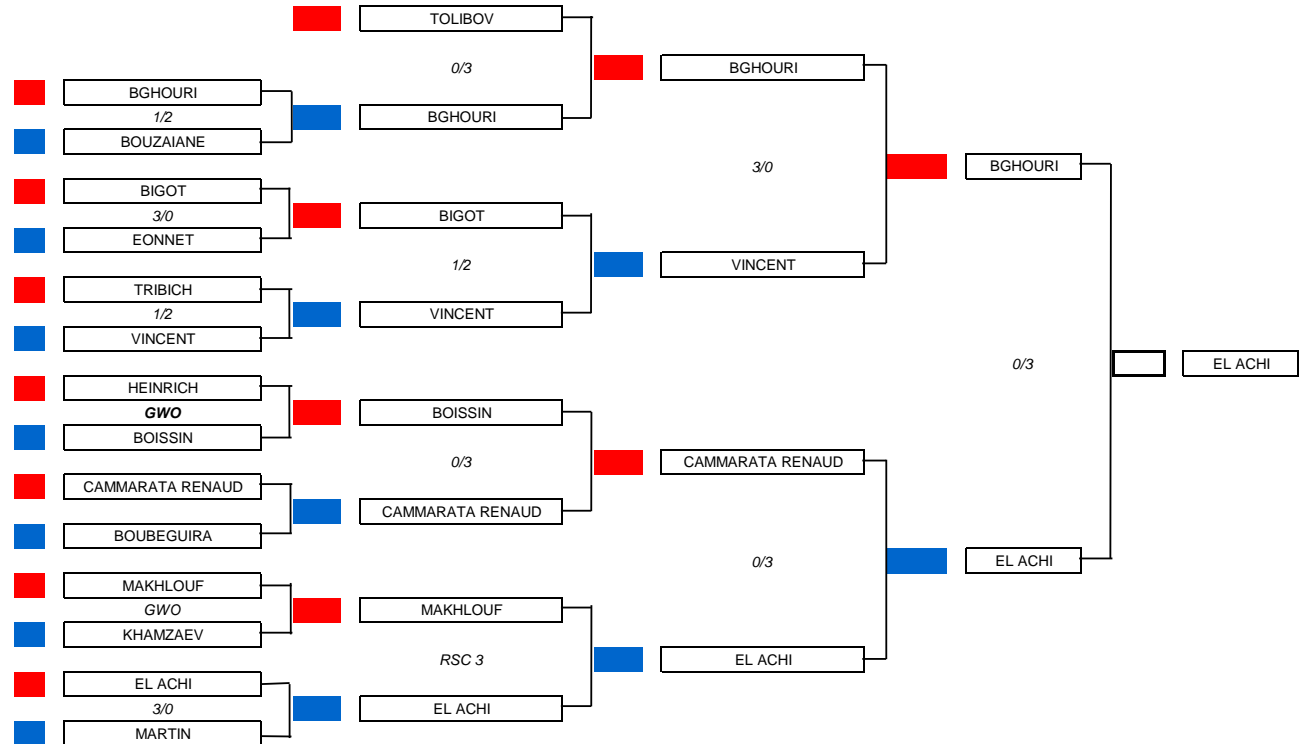 TOLIBOV
0/3
BGHOURI
BGHOURI
1/2
BOUZAIANE
BGHOURI
BIGOT
3/0
EONNET
BIGOT
1/2
TRIBICH
1/2
VINCENT
VINCENT
3/0
VINCENT
BGHOURI
HEINRICH
GWO
BOISSIN
BOISSIN
0/3
CAMMARATA RENAUD
BOUBEGUIRA
CAMMARATA RENAUD
CAMMARATA RENAUD
MAKHLOUF
GWO
KHAMZAEV
MAKHLOUF
RSC 3
EL ACHI
3/0
MARTIN
EL ACHI
0/3
EL ACHI
EL ACHI
0/3
EL ACHI